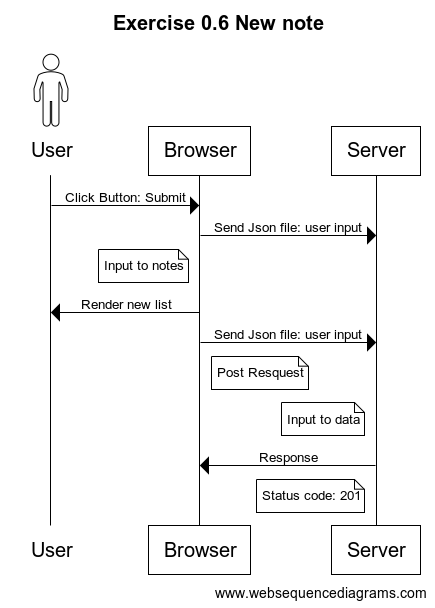 Exercise 0.6 New note
User
Browser
Server
Click Button: Submit
Send Json file: user input
Input to notes
Render new list
Send Json file: user input
Post Resquest
Input to data
Response
Status code: 201
User
Browser
Server
www.websequencediagrams.com